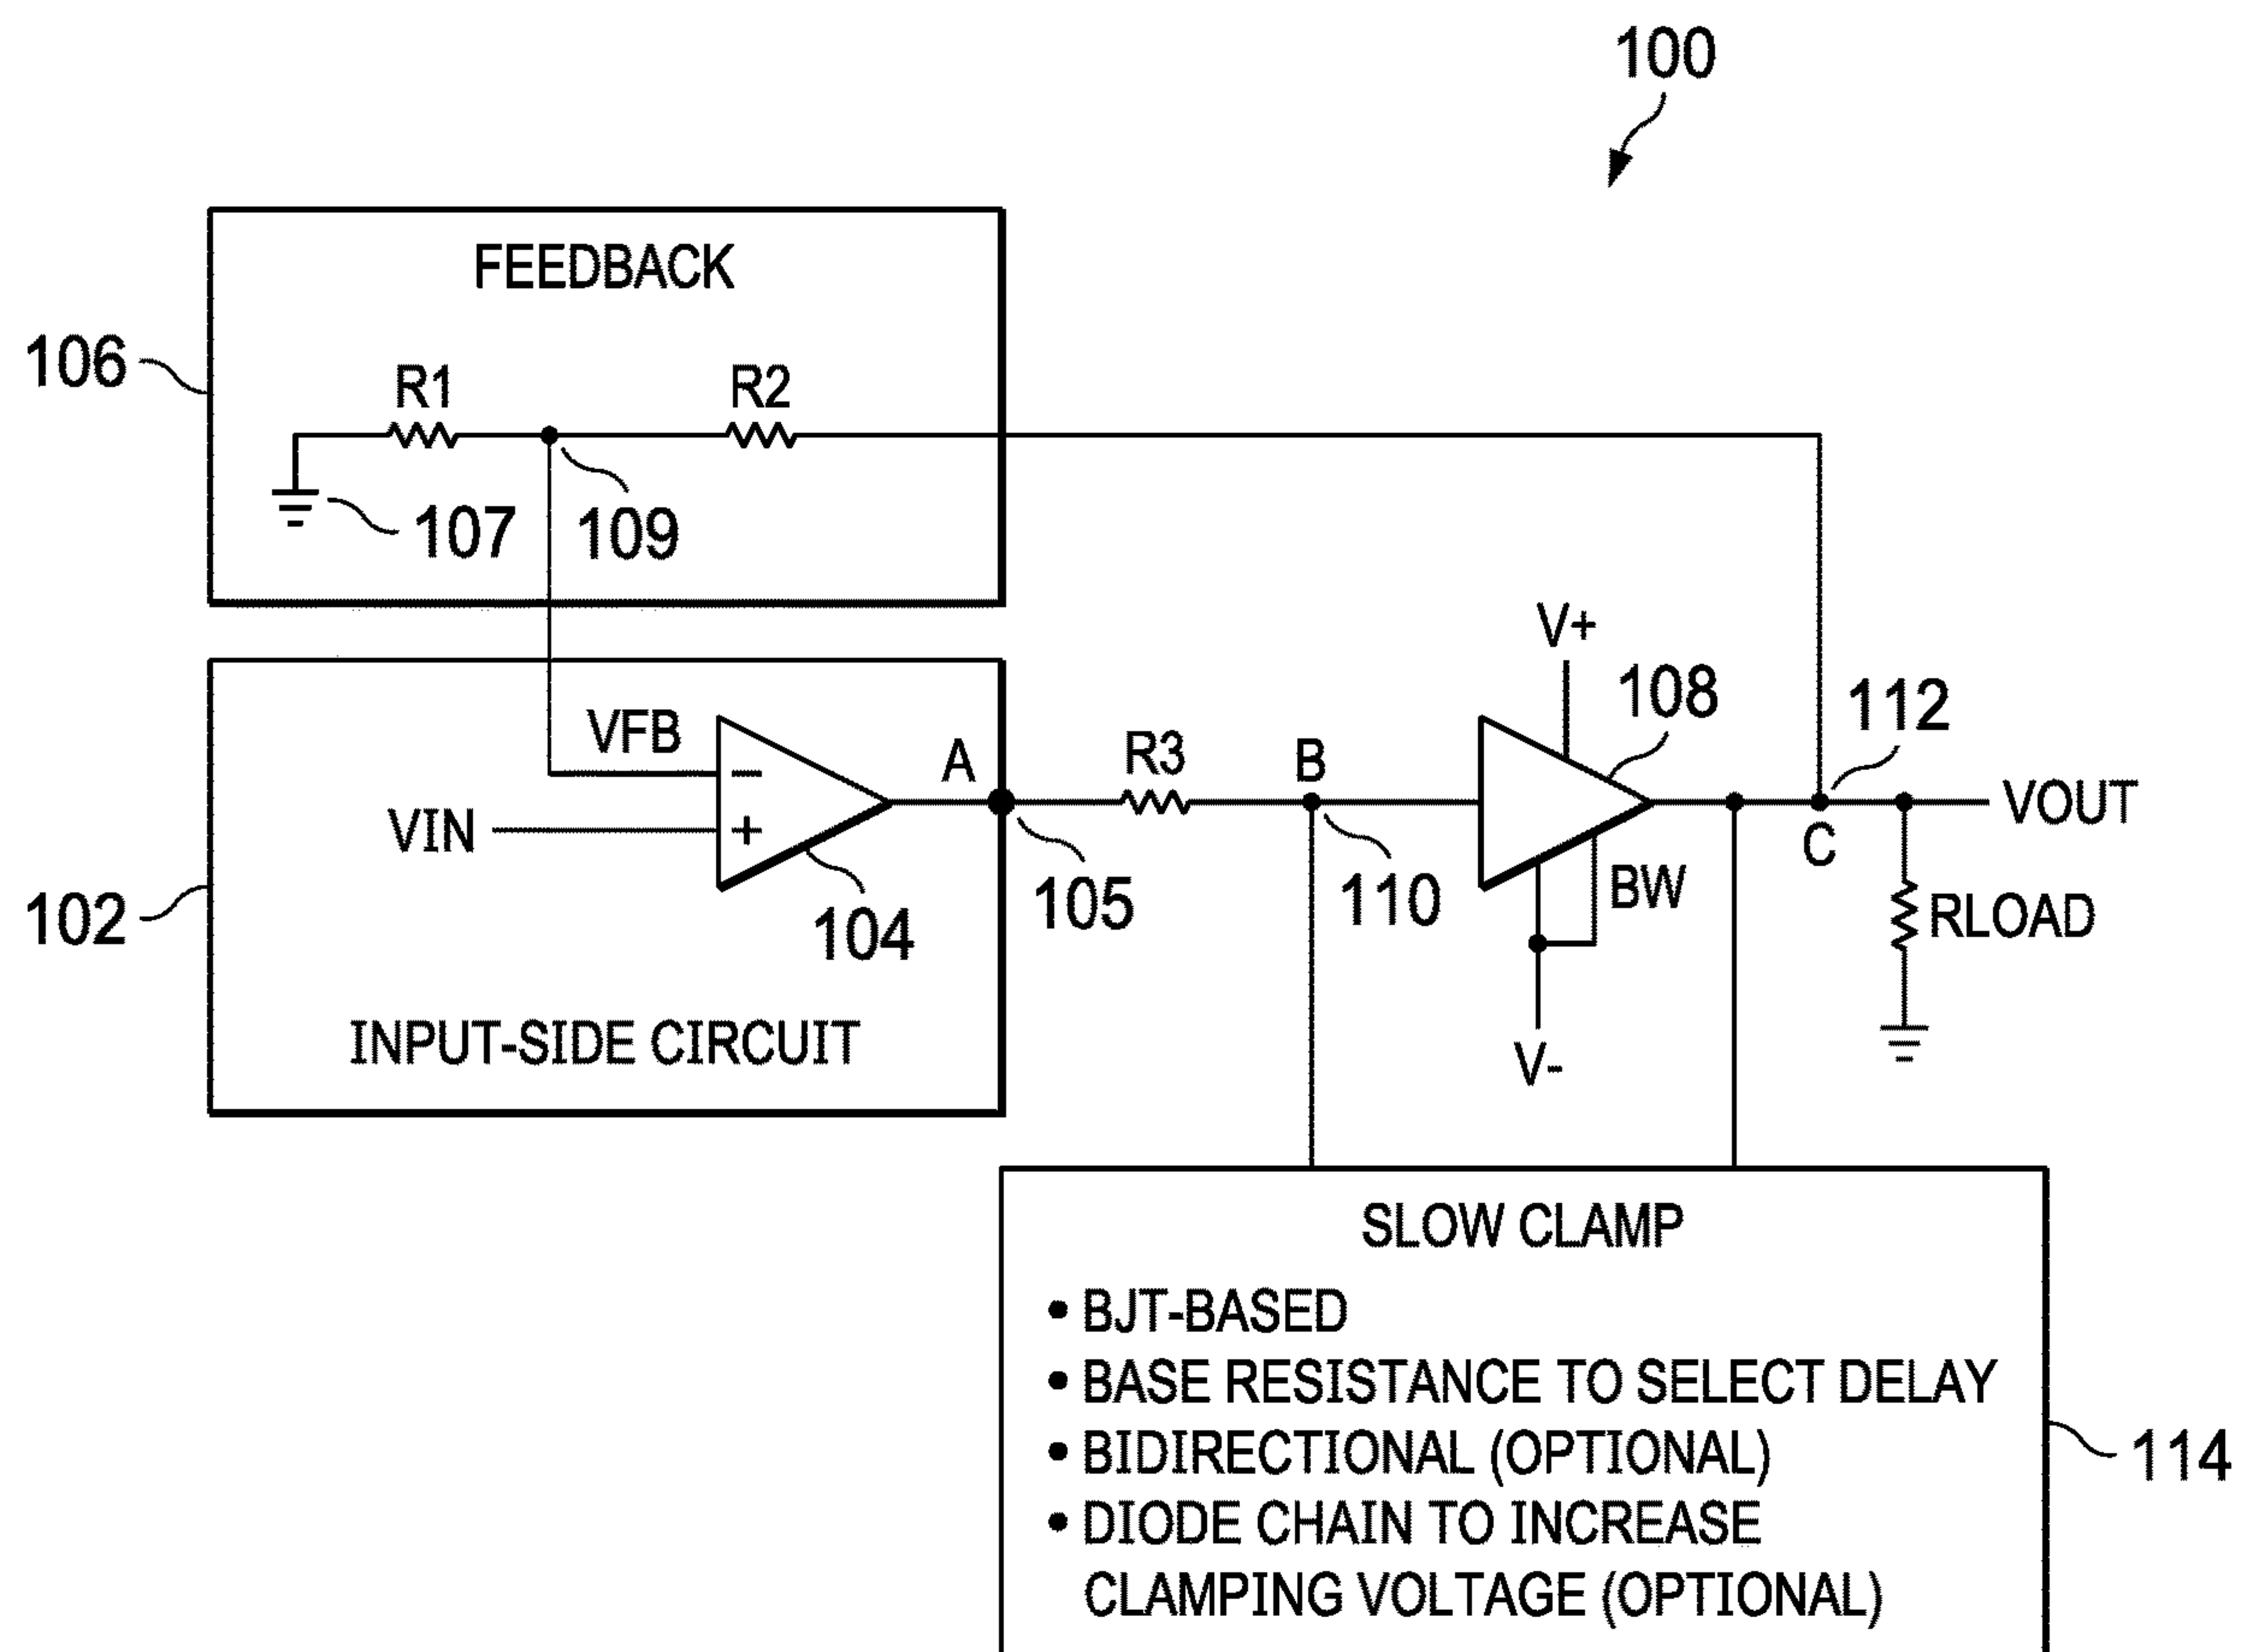 100
FEEDBACK
106
R1
R2
107
109
V+
108
112
VFB
A
R3
B
VIN
−
+
VOUT
C
102
104
105
110
BW
RLOAD
INPUT-SIDE CIRCUIT
V-
SLOW CLAMP
• BJT-BASED
• BASE RESISTANCE TO SELECT DELAY
• BIDIRECTIONAL (OPTIONAL)
• DIODE CHAIN TO INCREASE
CLAMPING VOLTAGE (OPTIONAL)
114